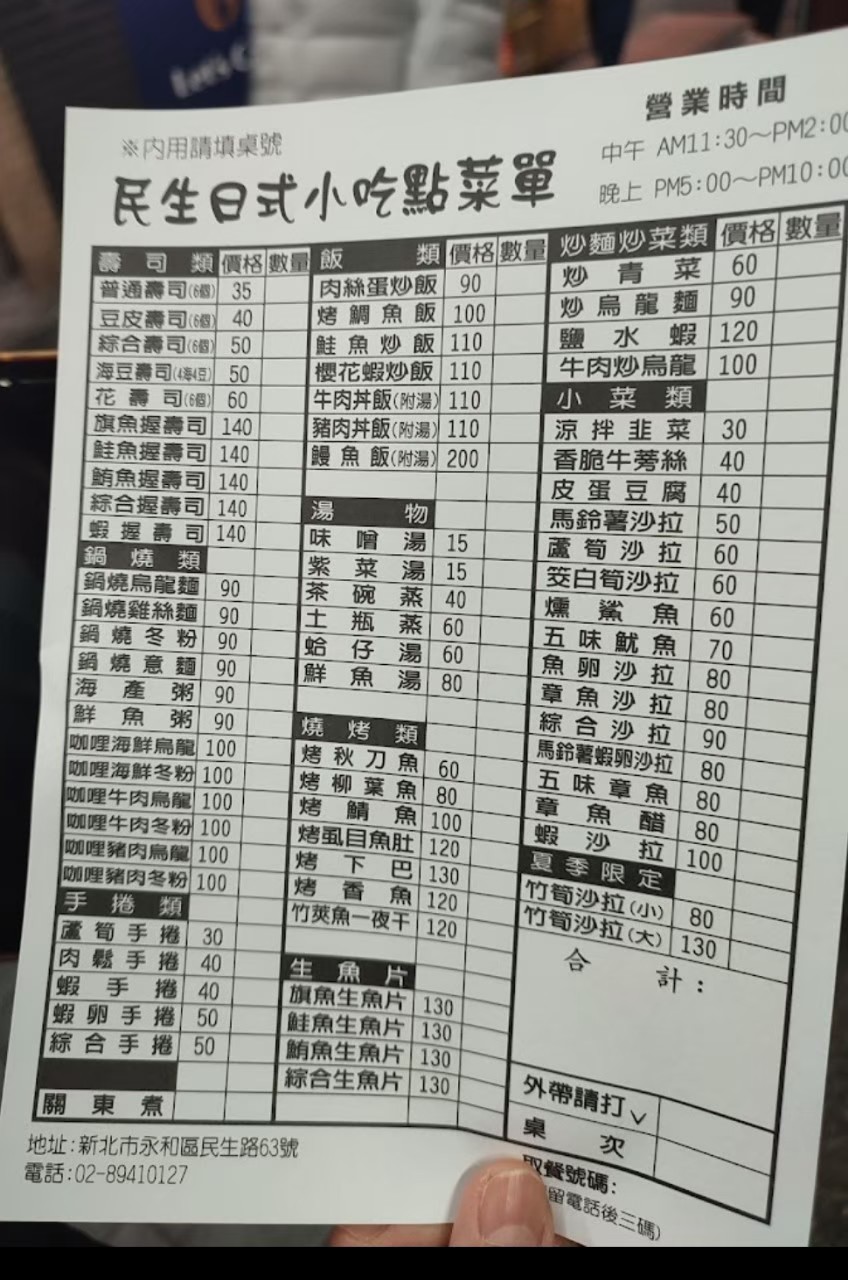 Let's C
※內用請填桌號
民生日式小吃點菜單
營業時間
中午 AM11:30～PM2:00
晚上 PM5:00～PM10:00
壽司類 價格 數量
普通壽司(6個) 35
豆皮壽司(6個) 40
綜合壽司(6個) 50
海豆壽司(4海4豆) 50
花壽司(6個) 60
旗魚握壽司 140
鮭魚握壽司 140
鮪魚握壽司 140
綜合握壽司 140
蝦握壽司 140
鍋燒類
鍋燒烏龍麵 90
鍋燒雞絲麵 90
鍋燒冬粉 90
鍋燒意麵 90
海產粥 90
鮮魚粥 90
咖哩海鮮烏龍 100
咖哩海鮮冬粉 100
咖哩牛肉烏龍 100
咖哩牛肉冬粉 100
咖哩豬肉烏龍 100
咖哩豬肉冬粉 100
手捲類
蘆筍手捲 30
肉鬆手捲 40
蝦手捲 40
蝦卵手捲 50
綜合手捲 50
關東煮
飯類 價格 數量
肉絲蛋炒飯 90
烤鯛魚飯 100
鮭魚炒飯 110
櫻花蝦炒飯 110
牛肉丼飯(附湯) 110
豬肉丼飯(附湯) 110
鰻魚飯(附湯) 200
湯物
味噌湯 15
紫菜湯 15
茶碗蒸 40
土瓶蒸 60
蛤仔湯 60
鮮魚湯 80
燒烤類
烤秋刀魚 60
烤柳葉魚 80
烤鯖魚 100
烤虱目魚肚 120
烤下巴 130
烤香魚 120
竹莢魚一夜干 120
生魚片
旗魚生魚片 130
鮭魚生魚片 130
鮪魚生魚片 130
綜合生魚片 130
炒麵炒菜類 價格 數量
炒青菜 60
炒烏龍麵 90
鹽水蝦 120
牛肉炒烏龍 100
小菜類
涼拌韭菜 30
香脆牛蒡絲 40
皮蛋豆腐 40
馬鈴薯沙拉 50
蘆筍沙拉 60
筊白筍沙拉 60
燻鯊魚 60
五味魷魚 70
魚卵沙拉 80
章魚沙拉 80
綜合沙拉 90
馬鈴薯蝦卵沙拉 80
五味章魚 80
章魚醋 80
蝦沙拉 100
夏季限定
竹筍沙拉(小) 80
竹筍沙拉(大) 130
合計:
外帶請打✓
桌次
取餐號碼:
留電話後三碼)
地址:新北市永和區民生路63號
電話:02-89410127